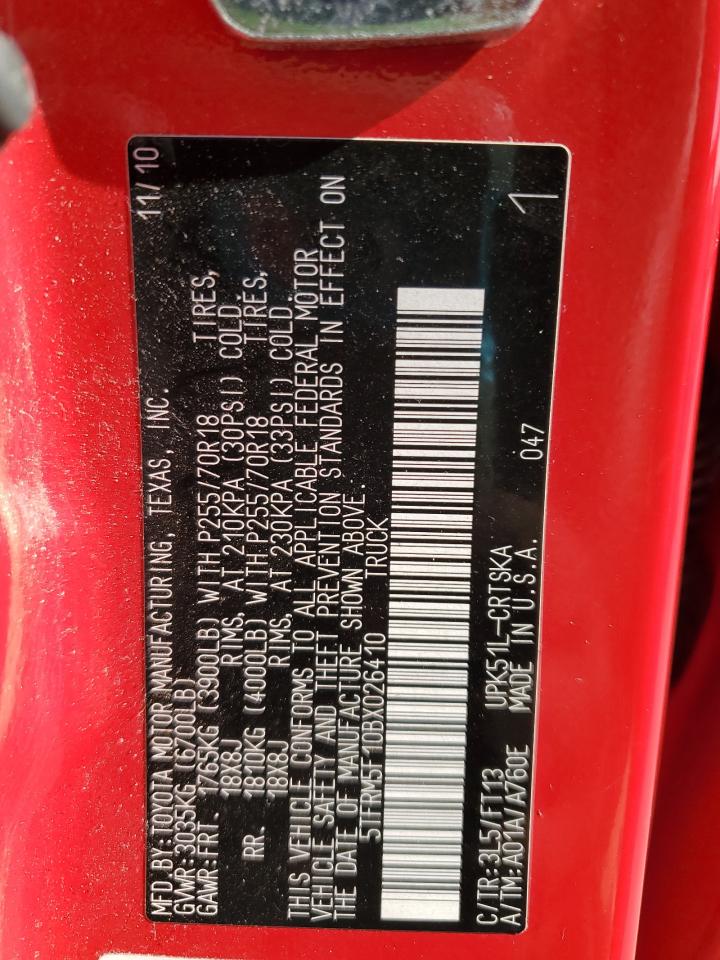 MFD.BY:TOYOTA MOTOR MANUFACTURING, TEXAS, INC. 11/10
GVWR:3035KG (6700LB)
GAWR:FRT. 1765KG (3900LB) WITH P255/70R18 TIRES,
18X8J RIMS, AT 210KPA (30PSI) COLD.
RR. 1810KG (4000LB) WITH P255/70R18 TIRES,
18X8J RIMS, AT 230KPA (33PSI) COLD.
THIS VEHICLE CONFORMS TO ALL APPLICABLE FEDERAL MOTOR
VEHICLE SAFETY AND THEFT PREVENTION STANDARDS IN EFFECT ON
THE DATE OF MANUFACTURE SHOWN ABOVE.
5TFRM5F10BX026410 TRUCK
C/TR:3L5/FT13 UPK51L-CRTSKA 047
A/TM:A01A/A760E MADE IN U.S.A.
1